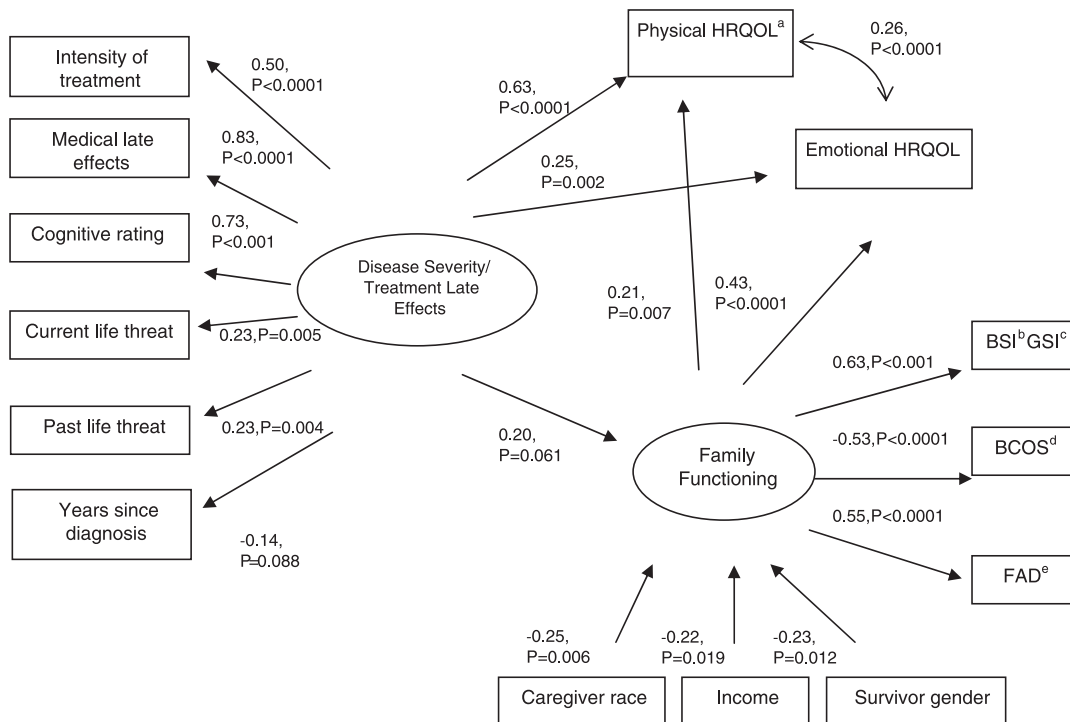 Intensity of
treatment
0.50,
P<0.0001
Physical HRQOLa
0.26,
P<0.0001
Medical late
effects
0.83,
P<0.0001
0.63,
P<0.0001
Emotional HRQOL
0.25,
P=0.002
Cognitive rating
0.73,
P<0.001
Disease Severity/
Treatment Late
Effects
Current life threat
0.23,P=0.005
0.21,
P=0.007
0.43,
P<0.0001
BSIbGSIc
0.63,P<0.001
Past life threat
0.23,P=0.004
0.20,
P=0.061
Family
Functioning
-0.53,P<0.0001
BCOSd
Years since
diagnosis
-0.14,
P=0.088
0.55,P<0.0001
FADe
-0.25,
P=0.006
-0.22,
P=0.019
-0.23,
P=0.012
Caregiver race
Income
Survivor gender